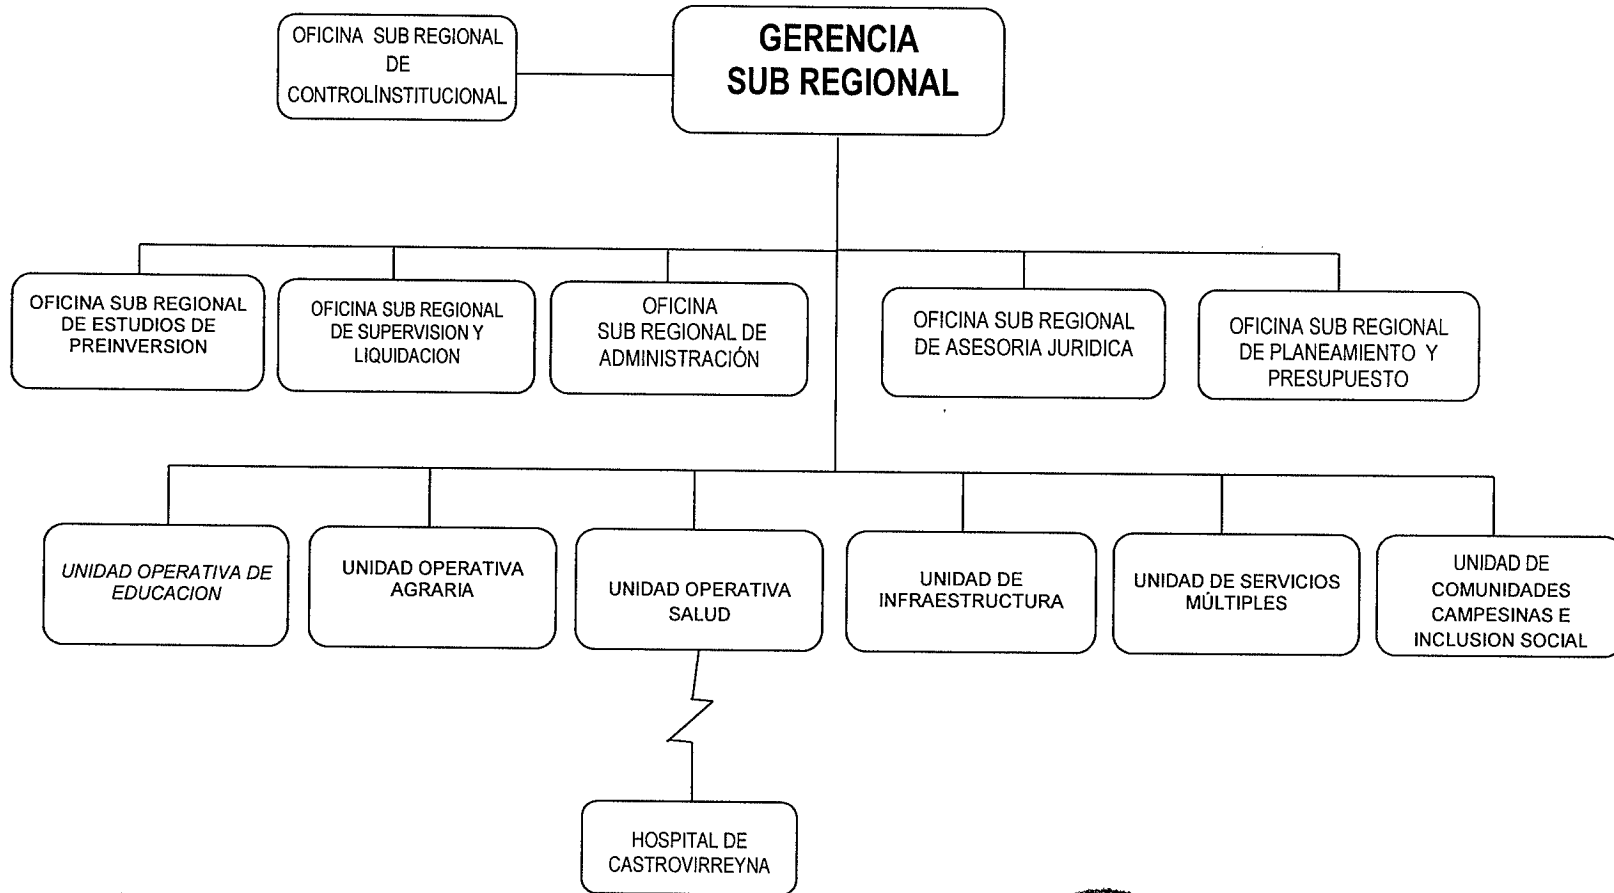 OFICINA SUB REGIONAL
DE
CONTROLINSTITUCIONAL
GERENCIA
SUB REGIONAL
OFICINA SUB REGIONAL
DE ESTUDIOS DE
PREINVERSION
OFICINA SUB REGIONAL
DE SUPERVISION Y
LIQUIDACION
OFICINA
SUB REGIONAL DE
ADMINISTRACIÓN
OFICINA SUB REGIONAL
DE ASESORIA JURIDICA
OFICINA SUB REGIONAL
DE PLANEAMIENTO Y
PRESUPUESTO
UNIDAD OPERATIVA DE
EDUCACION
UNIDAD OPERATIVA
AGRARIA
UNIDAD OPERATIVA
SALUD
UNIDAD DE
INFRAESTRUCTURA
UNIDAD DE SERVICIOS
MÚLTIPLES
UNIDAD DE
COMUNIDADES
CAMPESINAS E
INCLUSION SOCIAL
HOSPITAL DE
CASTROVIRREYNA